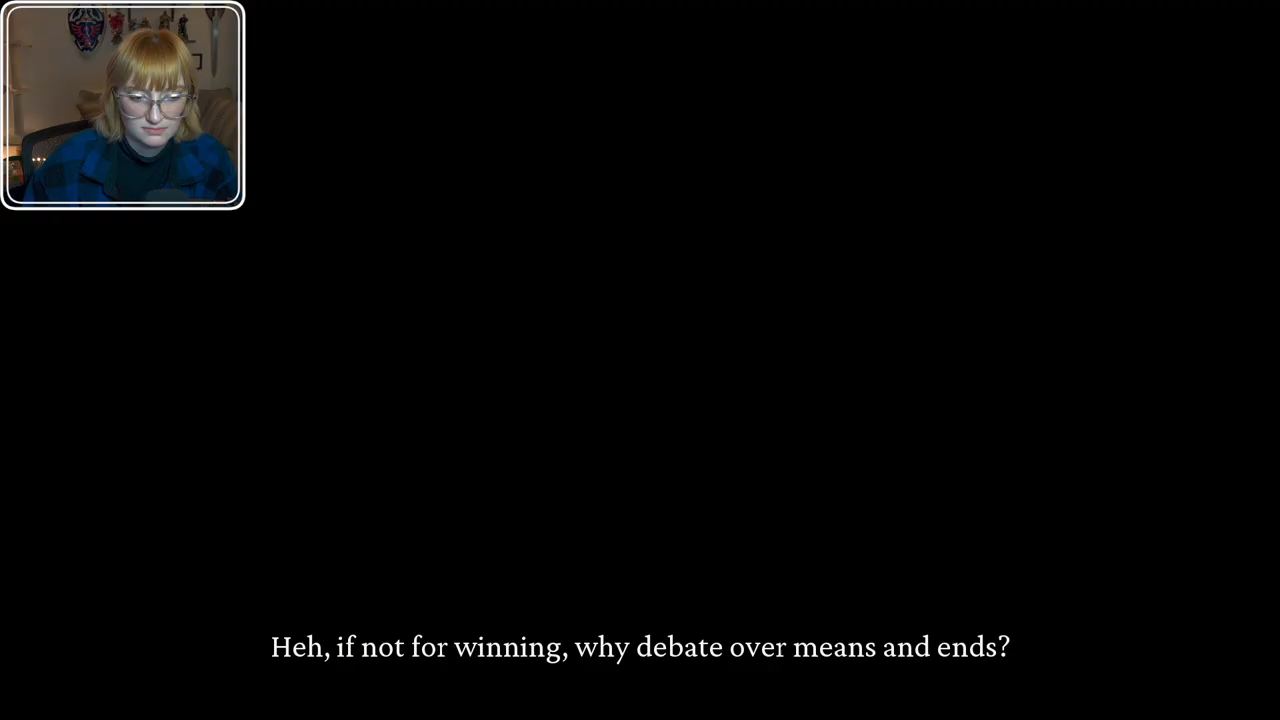 Heh, if not for winning, why debate over means and ends?